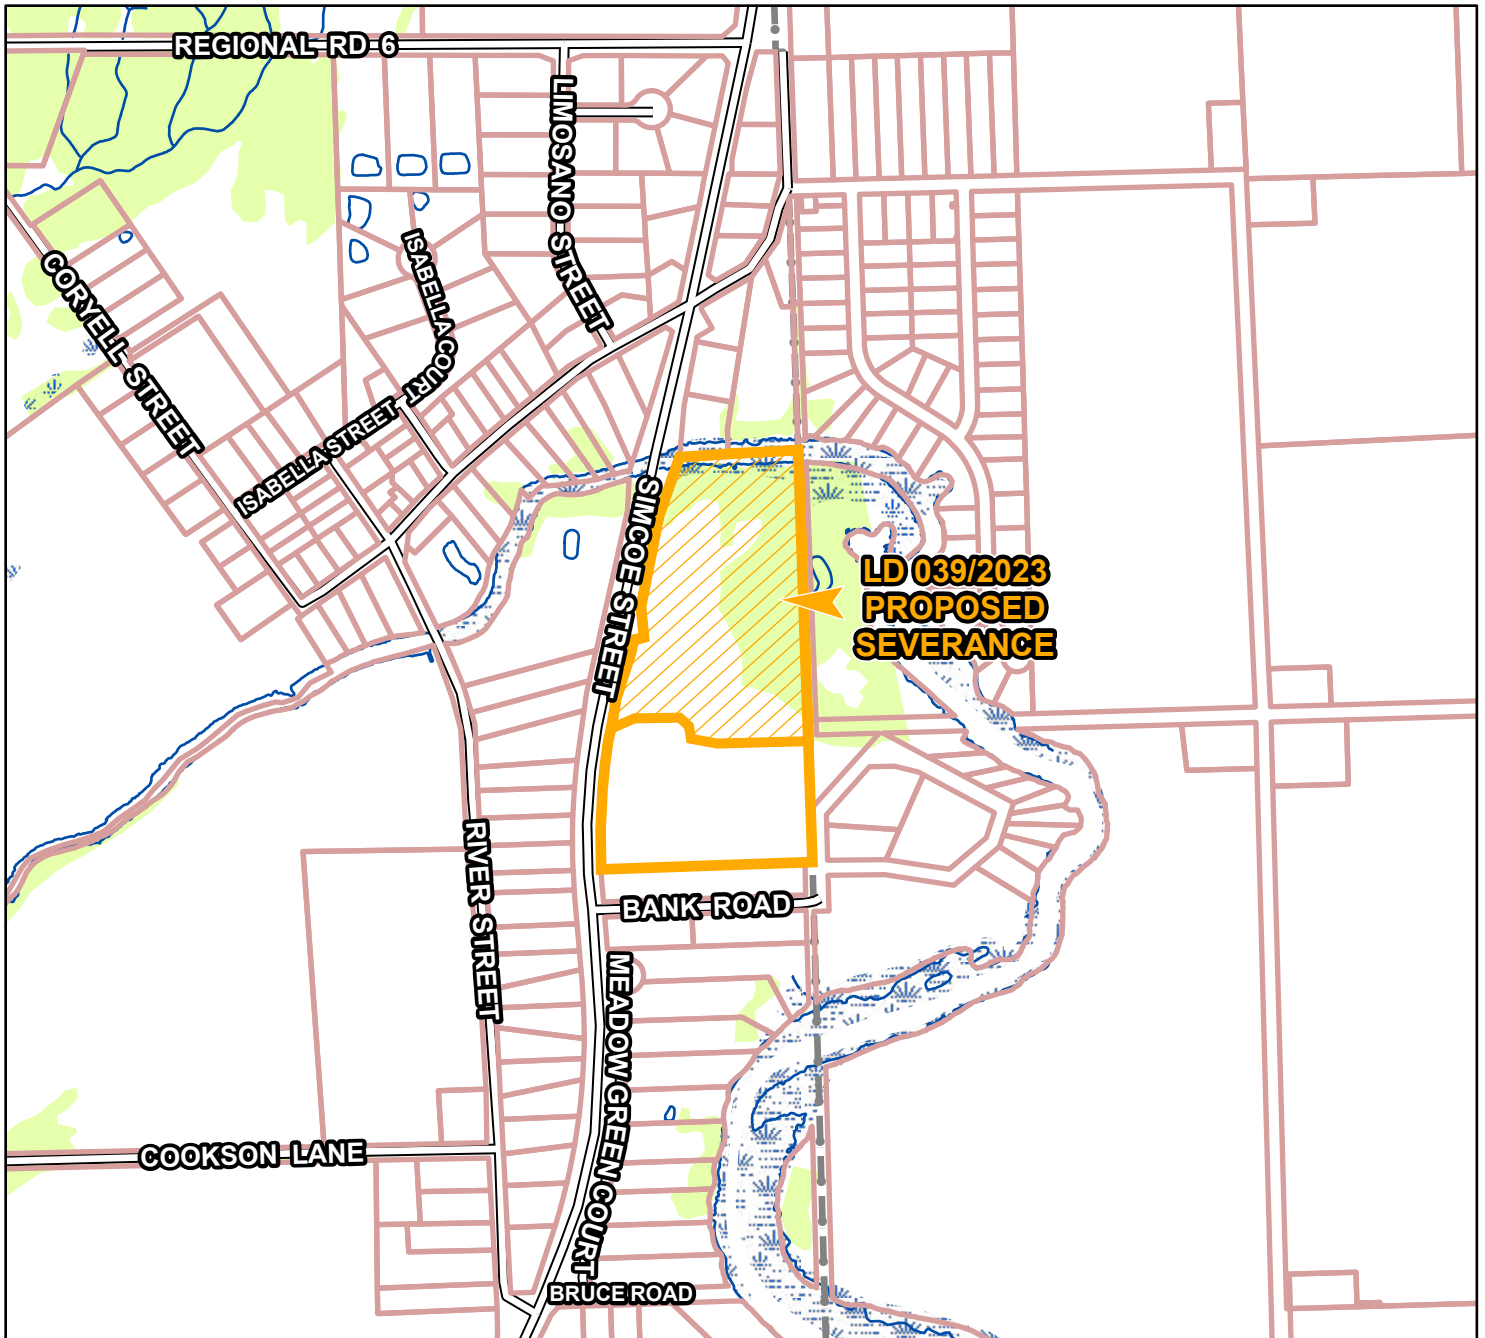 REGIONAL RD 6
LIMOSANO STREET
ISABELLA COURT
CORYELL STREET
ISABELLA STREET
SIMCOE STREET
LD 039/2023
PROPOSED
SEVERANCE
RIVER STREET
BANK ROAD
MEADOW GREEN COURT
COOKSON LANE
BRUCE ROAD